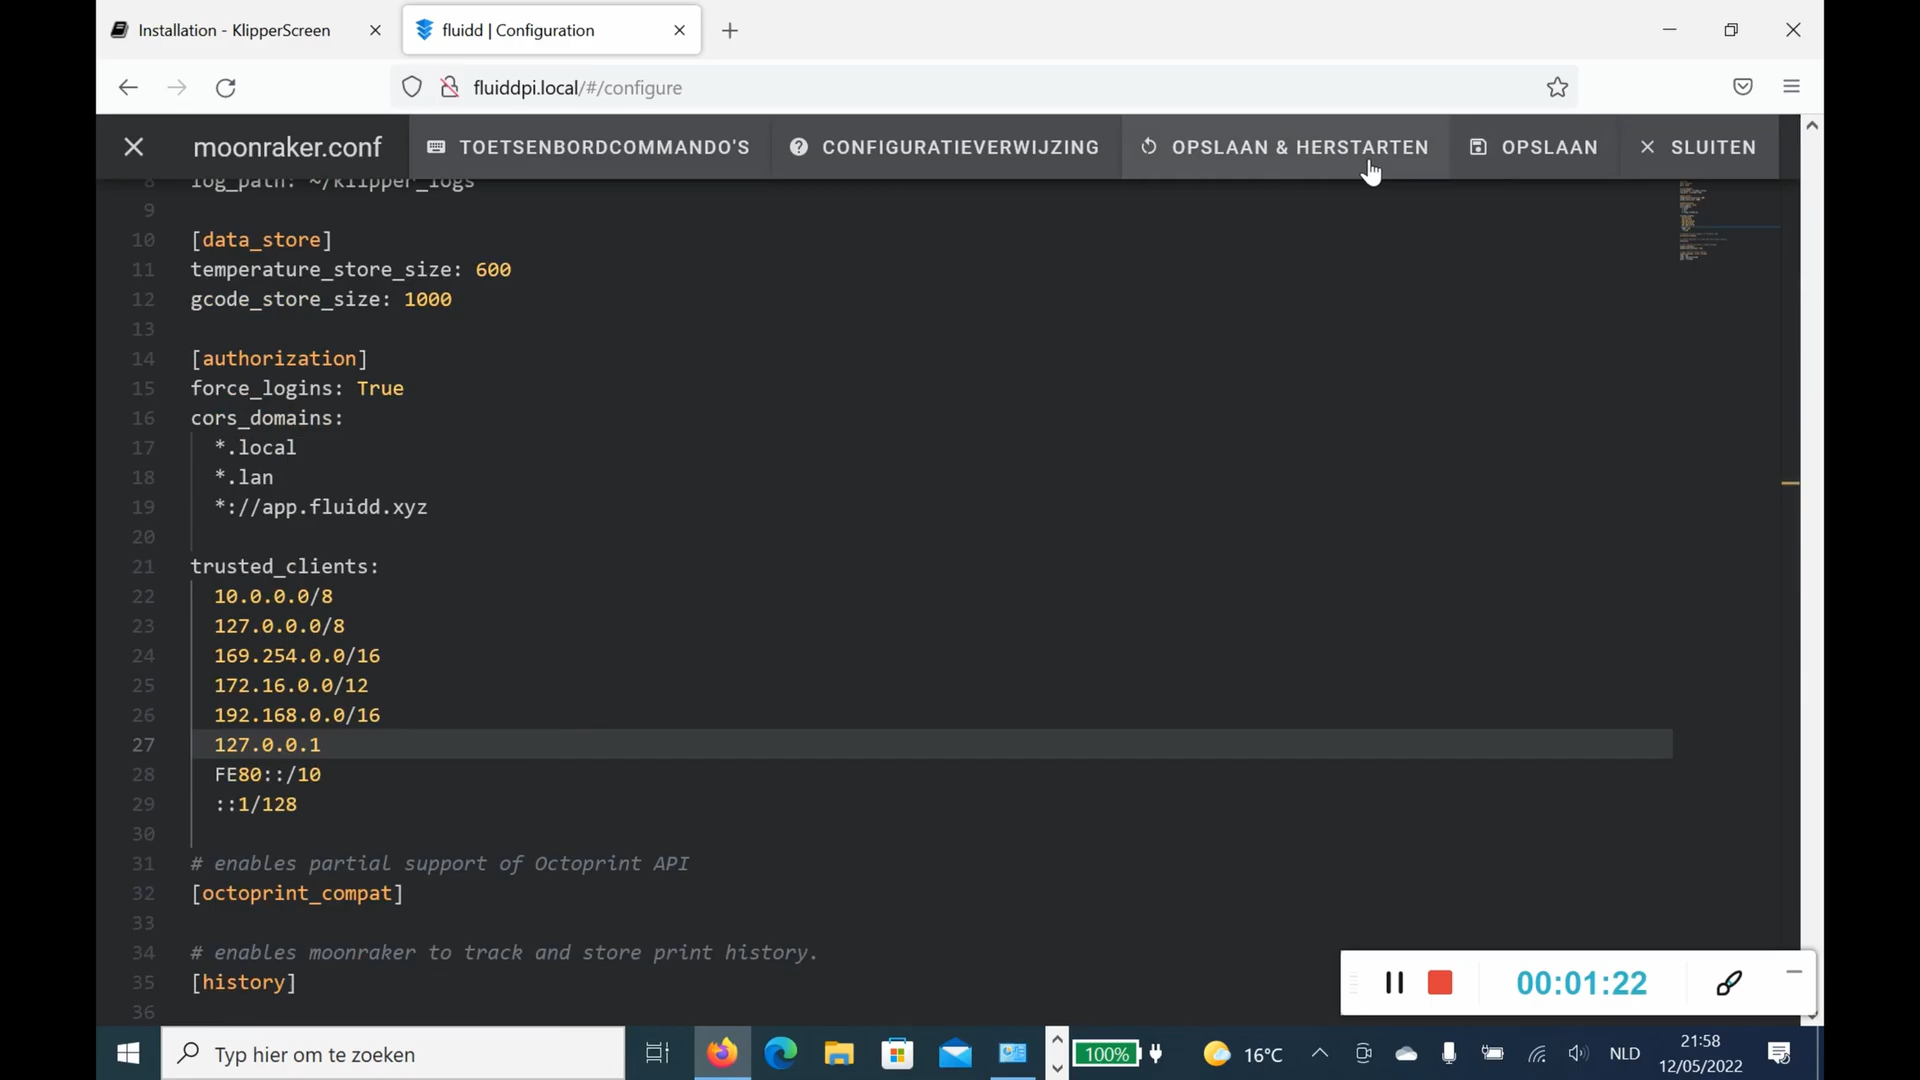 Installation - KlipperScreen
fluidd | Configuration
fluiddpi.local/#/configure
moonraker.conf
TOETSENBORDCOMMANDO'S
CONFIGURATIEVERWIJZING
OPSLAAN & HERSTARTEN
OPSLAAN
SLUITEN
8 log_path: ~/klipper_logs
9
10 [data_store]
11 temperature_store_size: 600
12 gcode_store_size: 1000
13
14 [authorization]
15 force_logins: True
16 cors_domains:
17 *.local
18 *.lan
19 *://app.fluidd.xyz
20
21 trusted_clients:
22 10.0.0.0/8
23 127.0.0.0/8
24 169.254.0.0/16
25 172.16.0.0/12
26 192.168.0.0/16
27 127.0.0.1
28 FE80::/10
29 ::1/128
30
31 # enables partial support of Octoprint API
32 [octoprint_compat]
33
34 # enables moonraker to track and store print history.
35 [history]
36
00:01:22
Typ hier om te zoeken
100%
16°C
NLD
21:58
12/05/2022